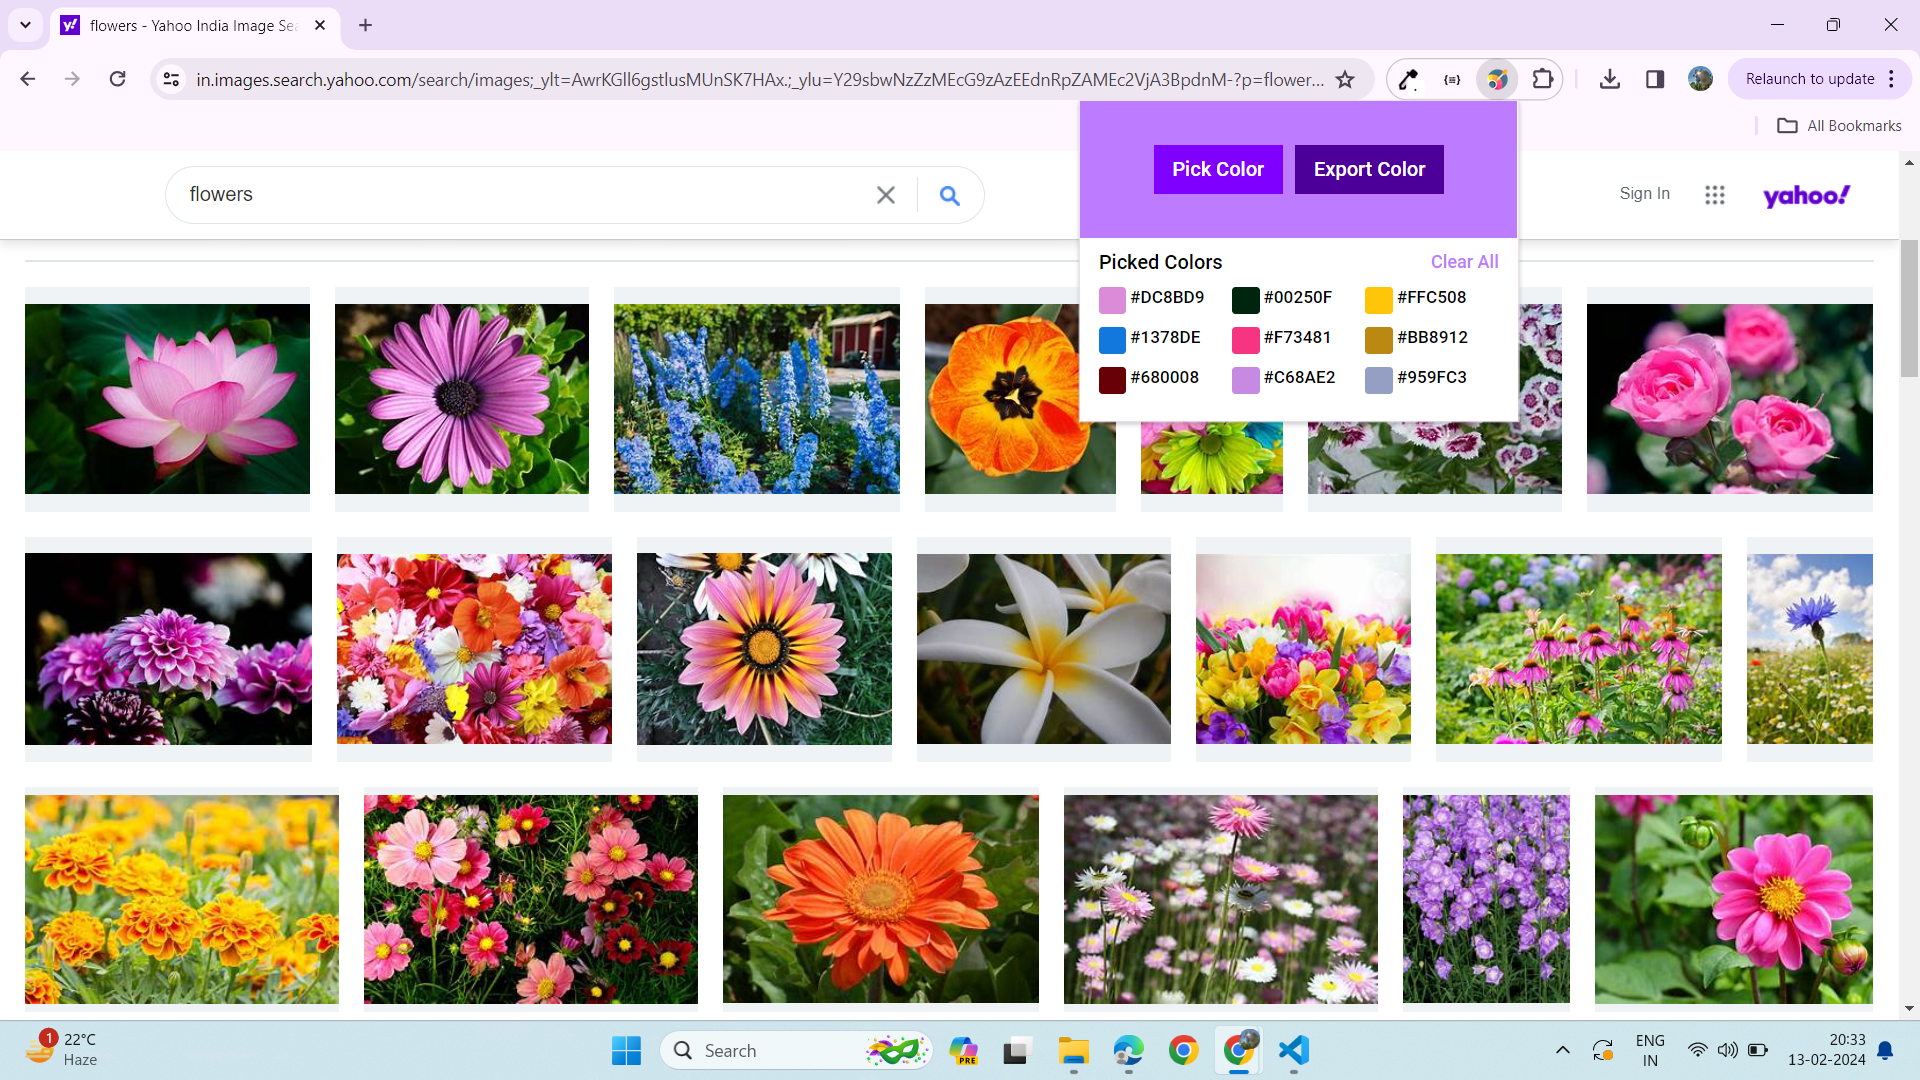 flowers - Yahoo India Image Sea
in.images.search.yahoo.com/search/images;_ylt=AwrKGll6gstlusMUnSK7HAx.;_ylu=Y29sbwNzZzMEcG9zAzEEdnRpZAMEc2VjA3BpdnM-?p=flower...
Relaunch to update
All Bookmarks
flowers
Sign In
yahoo!
Pick Color
Export Color
Picked Colors
Clear All
#DC8BD9 #00250F #FFC508
#1378DE #F73481 #BB8912
#680008 #C68AE2 #959FC3
1
22°C
Haze
Search
PRE
ENG
IN
20:33
13-02-2024